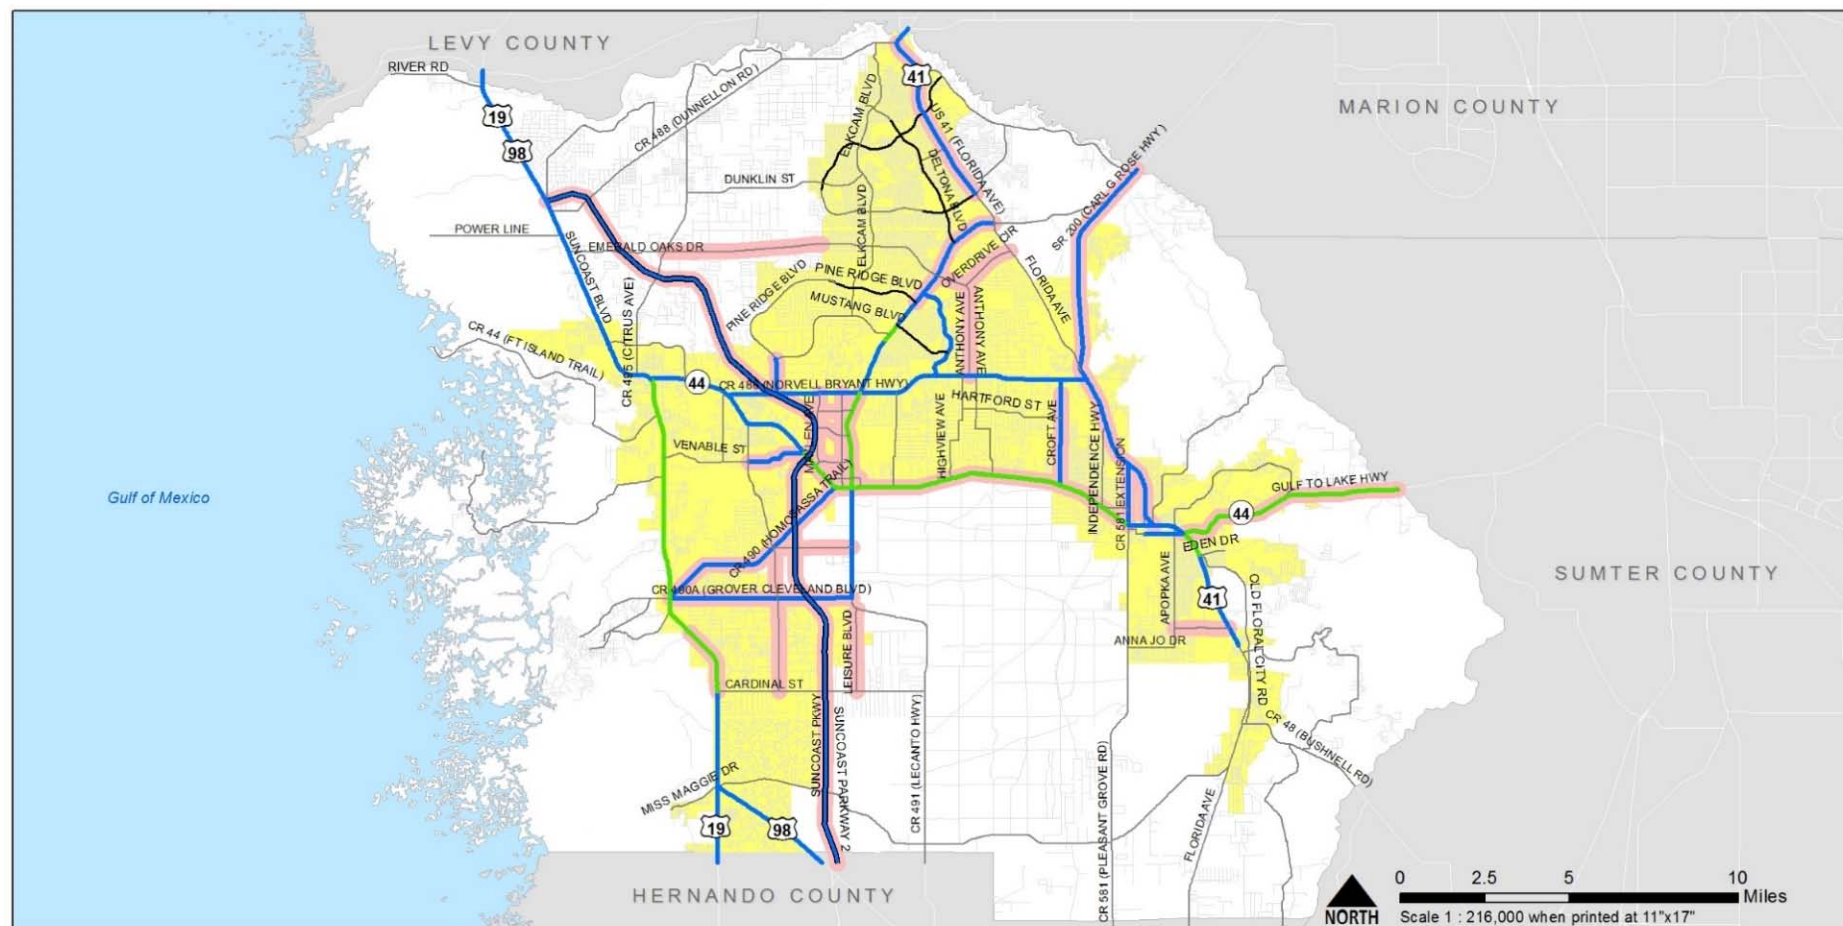 LEVY COUNTY
RIVER RD
41
MARION COUNTY
19
98
CR 488 (DUNNELLON RD)
ELKCAM BLVD
US 41 (FLORIDA AVE)
DELTONA BLVD
DUNKLIN ST
ELKCAM BLVD
SR 200 (CARL G ROSE HWY)
POWER LINE
SUNCOAST BLVD
EMERALD OAKS DR
OVERDRIVE CIR
FLORIDA AVE
PINE RIDGE BLVD
PINE RIDGE BLVD
MUSTANG BLVD
ANTHONY AVE
ANTHONY AVE
CR 495 (CITRUS AVE)
CR 44 (FT ISLAND TRAIL)
44
CR 486 (NORVELL BRYANT HWY)
HARTFORD ST
HIGHVIEW AVE
CROFT AVE
INDEPENDENCE HWY
CR 581 EXTENSION
VENABLE ST
Gulf of Mexico
GULF TO LAKE HWY
44
CR 490 (HOMOSASSA TRAIL)
EDEN DR
SUMTER COUNTY
CR 490A (GROVER CLEVELAND BLVD)
APOPKA AVE
OLD FLORAL CITY RD
41
ANNA JO DR
LEISURE BLVD
CARDINAL ST
SUNCOAST PKWY
SUNCOAST PARKWAY 2
CR 491 (LECANTO HWY)
CR 48 (BUSHNELL RD)
MISS MAGGIE DR
19
98
CR 581 (PLEASANT GROVE RD)
FLORIDA AVE
HERNANDO COUNTY
NORTH
0 2.5 5 10
Miles
Scale 1 : 216,000 when printed at 11"x17"